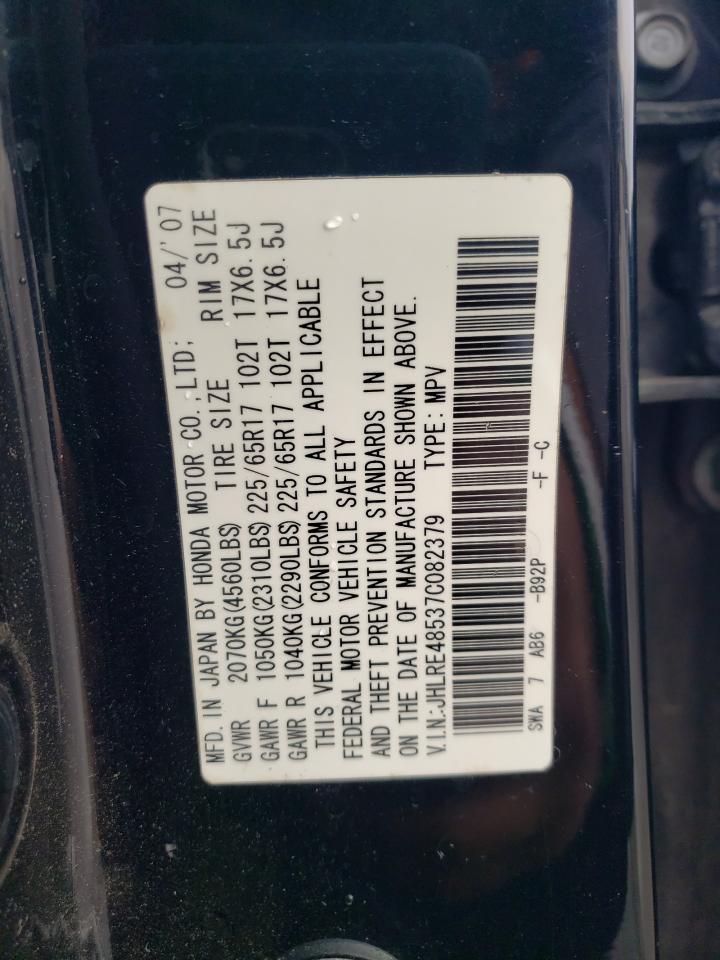 MFD. IN JAPAN BY HONDA MOTOR CO.,LTD; 04/'07
GVWR 2070KG(4560LBS) TIRE SIZE RIM SIZE
GAWR F 1050KG(2310LBS) 225/65R17 102T 17X6.5J
GAWR R 1040KG(2290LBS) 225/65R17 102T 17X6.5J
THIS VEHICLE CONFORMS TO ALL APPLICABLE
FEDERAL MOTOR VEHICLE SAFETY
AND THEFT PREVENTION STANDARDS IN EFFECT
ON THE DATE OF MANUFACTURE SHOWN ABOVE.
V.I.N.:JHLRE48537C082379 TYPE: MPV
SWA 7 AB6 -B92P -F -C